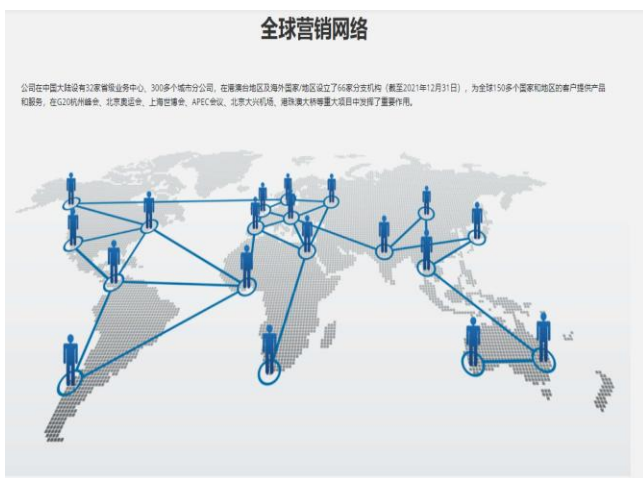 全球营销网络
公司在中国大陆设有32家省级业务中心、300多个城市分公司，在港澳台地区及海外国家/地区设立了66家分支机构（截至2021年12月31日），为全球150多个国家和地区的客户提供产品
和服务。在G20杭州峰会、北京奥运会、上海世博会、APEC会议、北京大兴机场、港珠澳大桥等重大项目中发挥了重要作用。